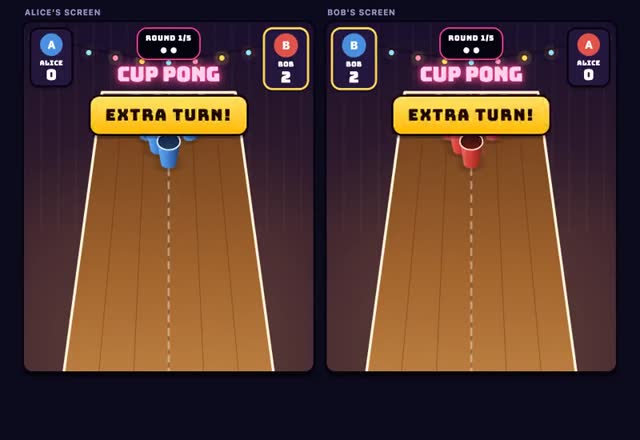 ALICE'S SCREEN
A
ALICE
0
ROUND 1/5
B
BOB
2
CUP PONG
EXTRA TURN!
BOB'S SCREEN
B
BOB
2
ROUND 1/5
A
ALICE
0
CUP PONG
EXTRA TURN!